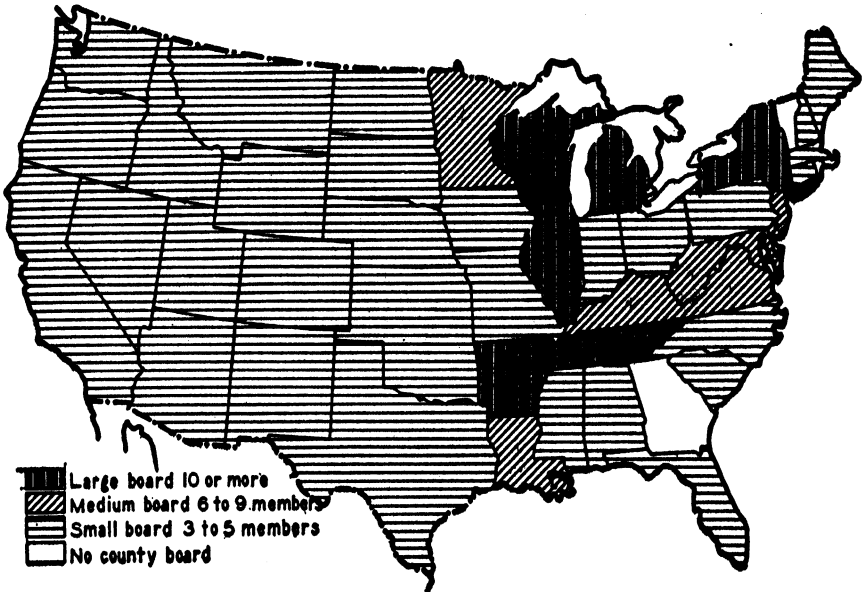 Large board 10 or more
Medium board 6 to 9 members
Small board 3 to 5 members
No county board